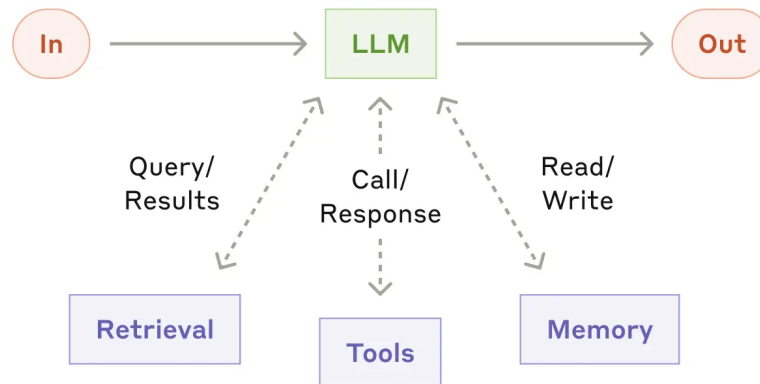 In
LLM
Out
Query/
Results
Call/
Response
Read/
Write
Retrieval
Tools
Memory